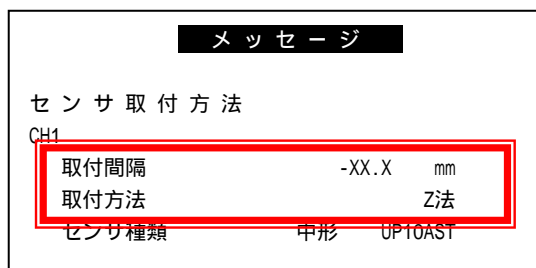 メッセージ
センサ取付方法
CH1
取付間隔 -XX.X mm
取付方法 Z法
センサ種類 中形 UP10AST